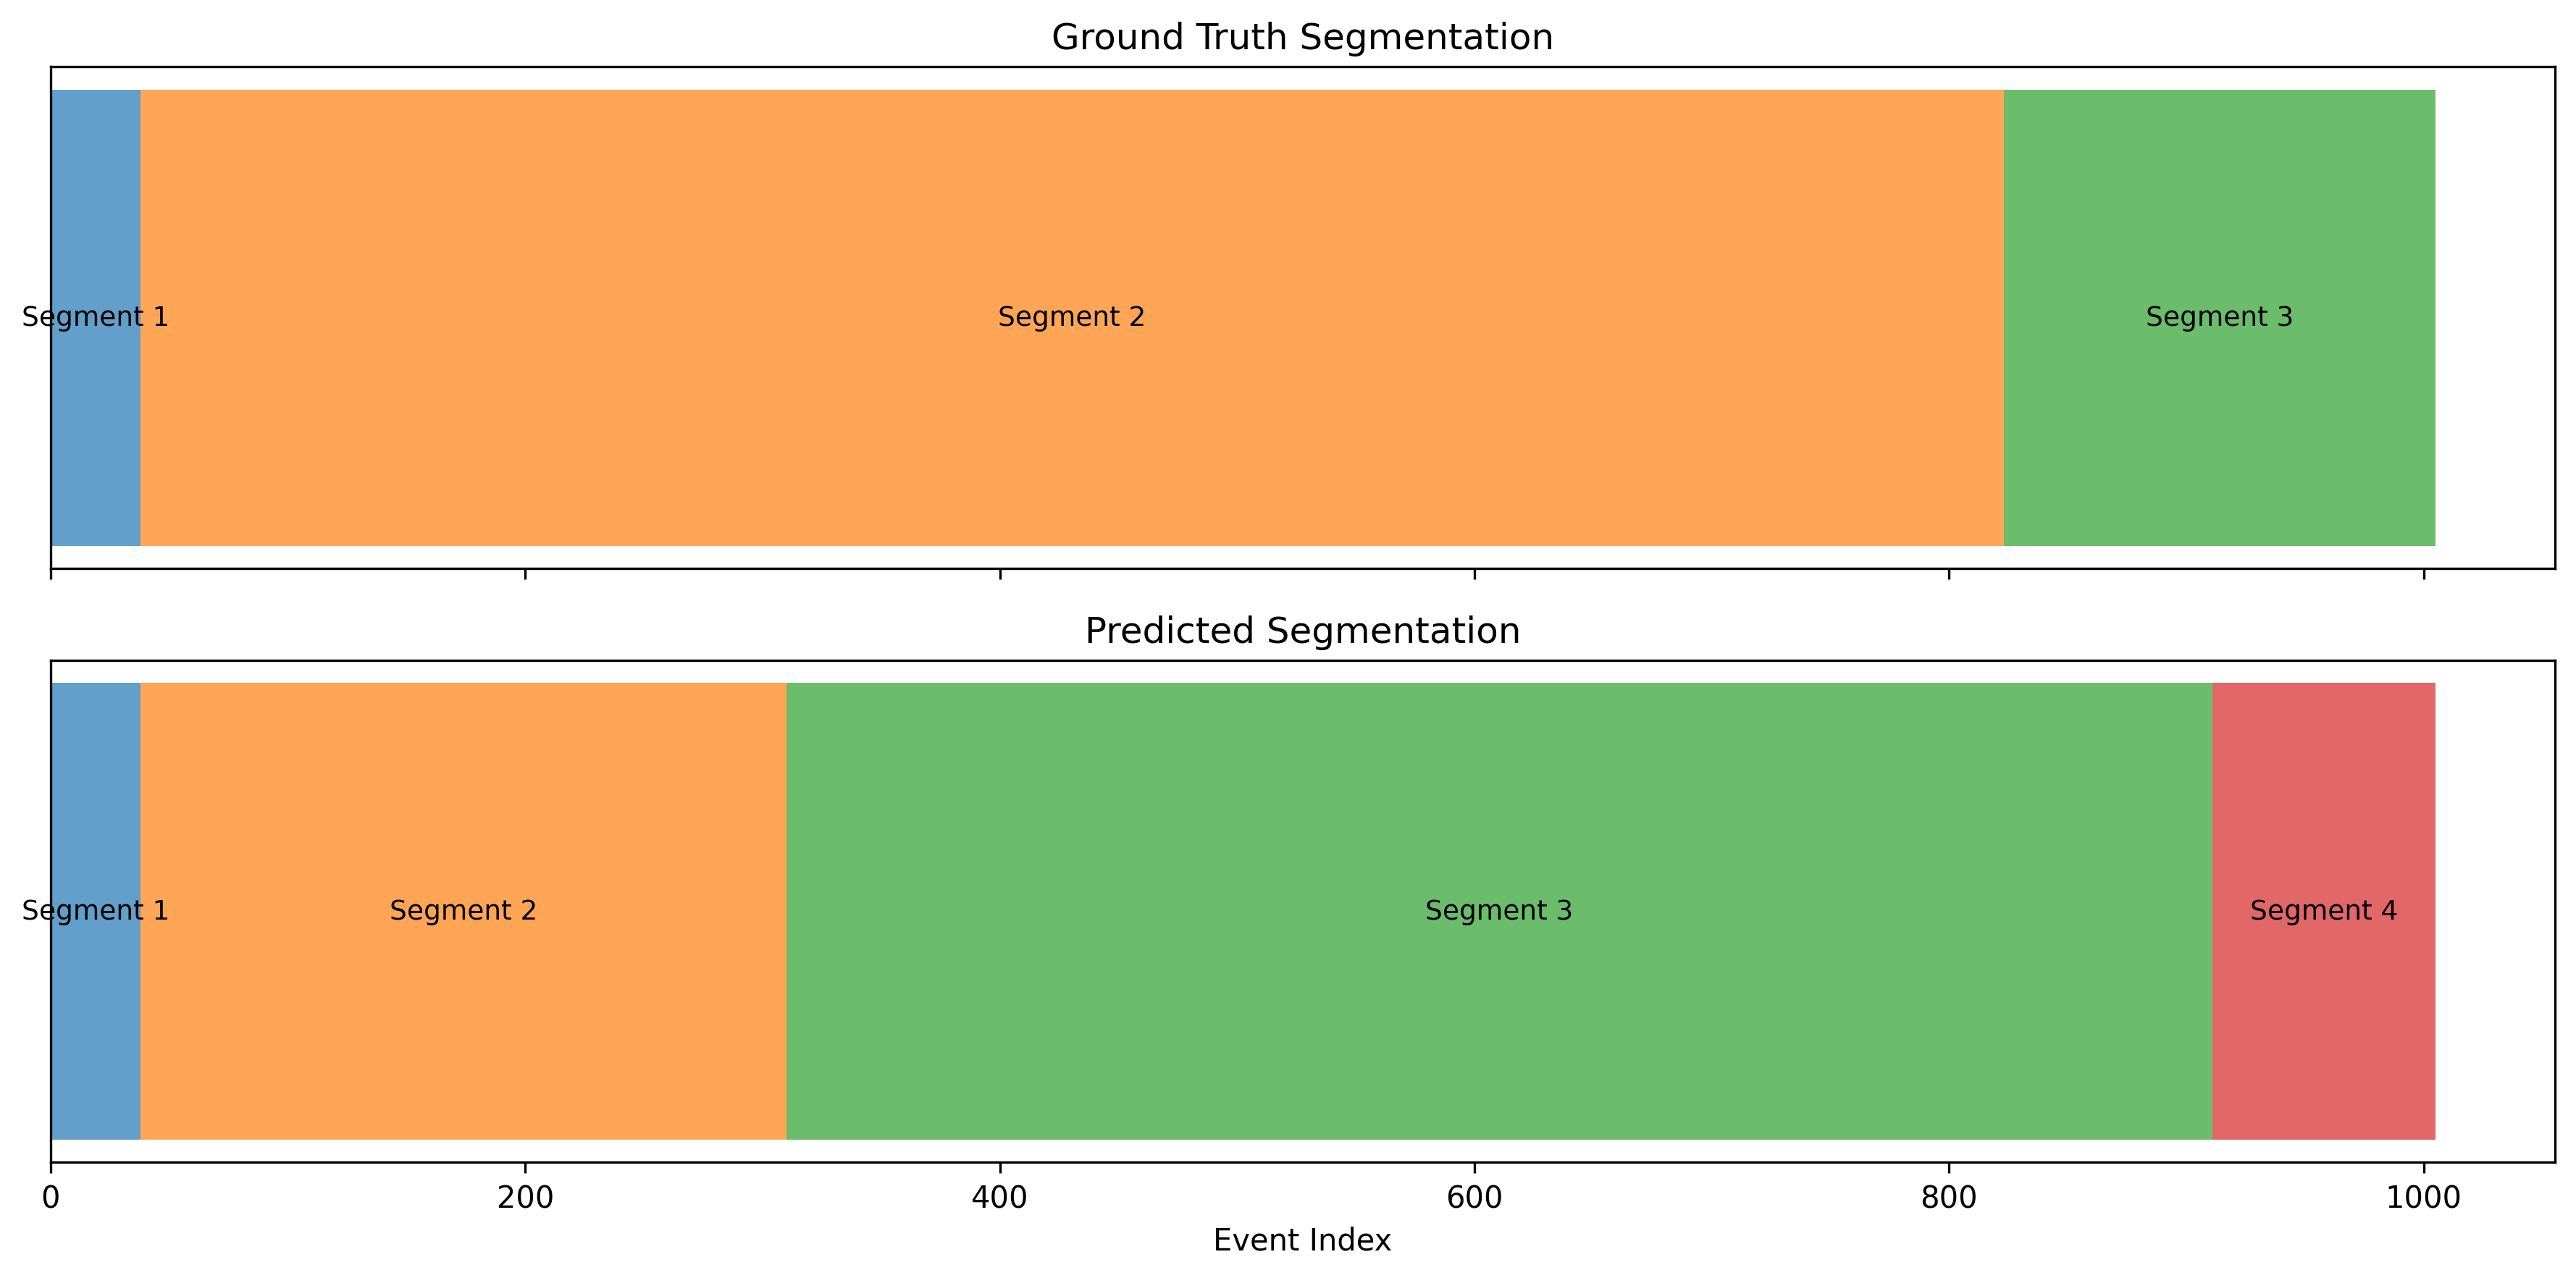 Ground Truth Segmentation
Segment 1
Segment 2
Segment 3
Predicted Segmentation
Segment 1
Segment 2
Segment 3
Segment 4
0
200
400
600
800
1000
Event Index